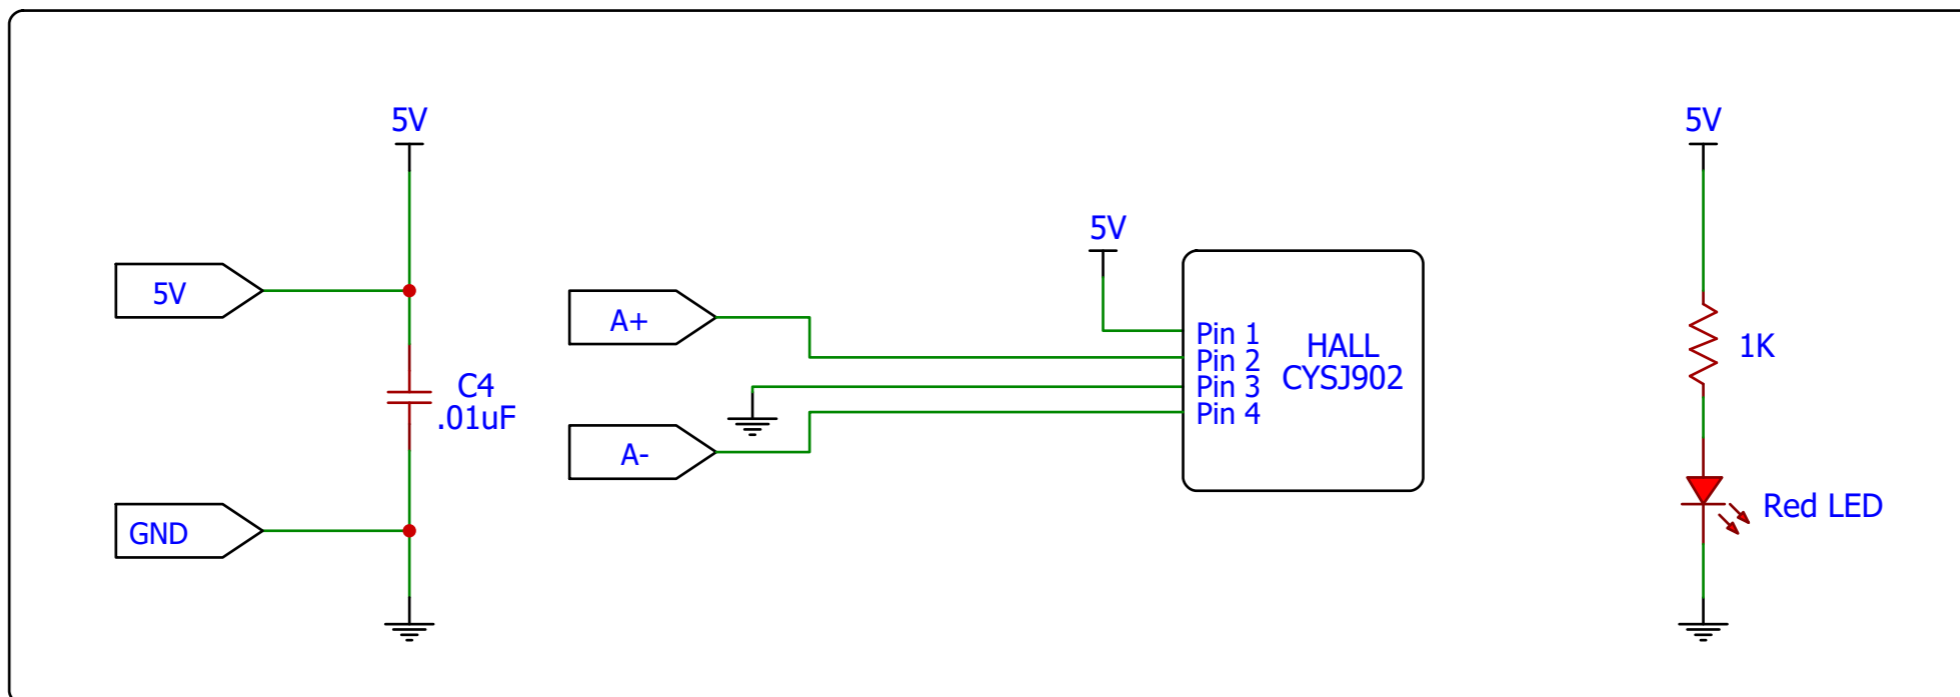 5V
5V
C4
.01uF
GND
A+
A-
5V
Pin 1
Pin 2
Pin 3
Pin 4
HALL
CYSJ902
5V
1K
Red LED